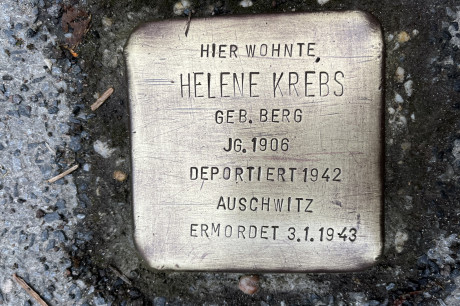 HIER WOHNTE
HELENE KREBS
GEB. BERG
JG. 1906
DEPORTIERT 1942
AUSCHWITZ
ERMORDET 3.1.1943